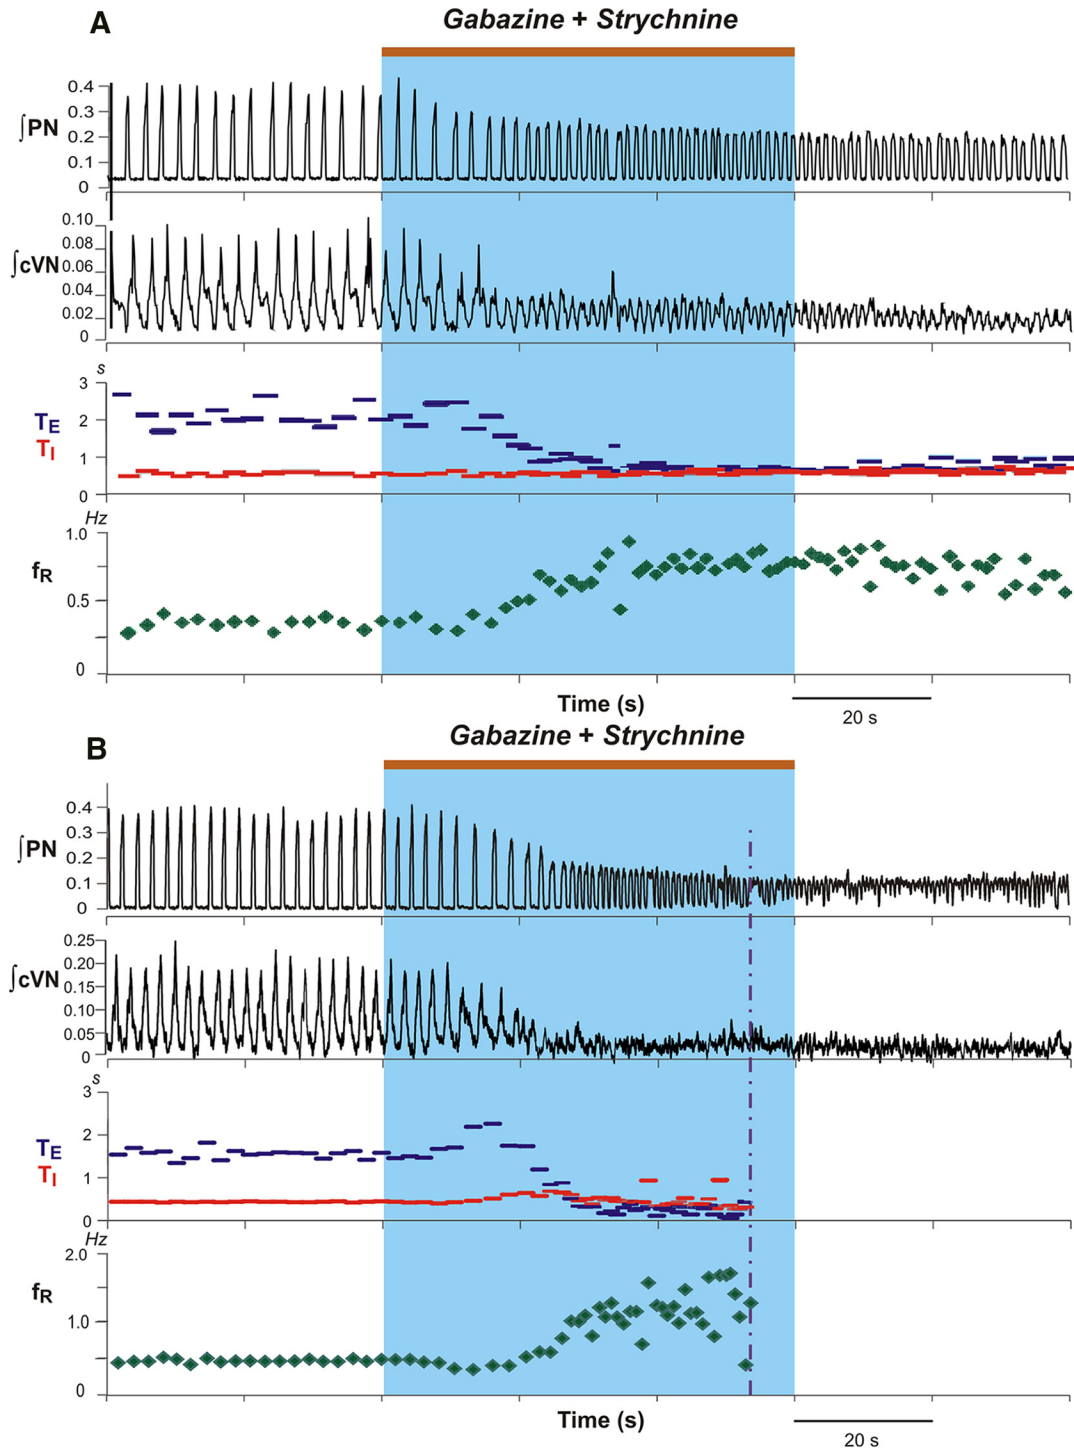 A
Gabazine + Strychnine
∫PN
0.4
0.3
0.2
0.1
0
∫cVN
0.10
0.08
0.06
0.04
0.02
0
s
TE
TI
3
2
1
0
Hz
fR
1.0
0.5
0
Time (s)
20 s
B
Gabazine + Strychnine
∫PN
0.4
0.3
0.2
0.1
0
∫cVN
0.25
0.20
0.15
0.10
0.05
0
s
TE
TI
3
2
1
0
Hz
fR
2.0
1.0
0
Time (s)
20 s